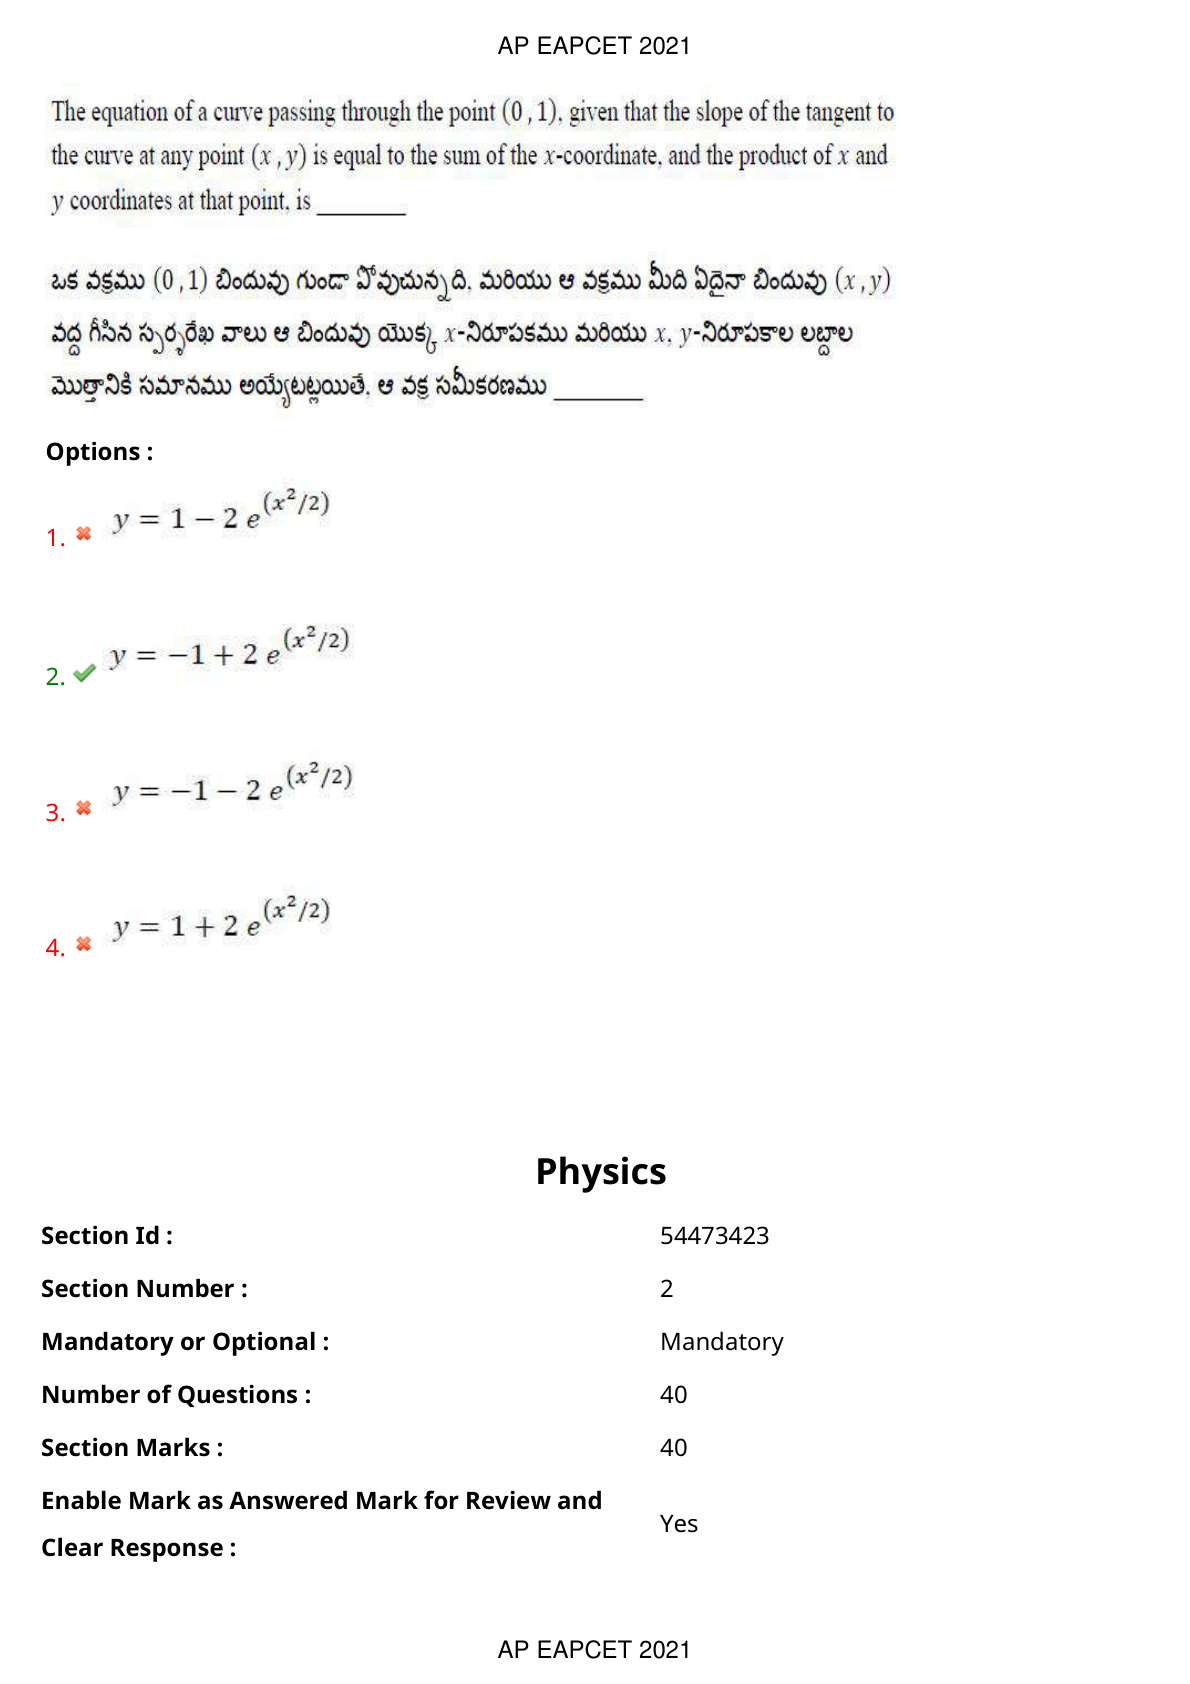 AP EAPCET 2021
The equation of a curve passing through the point (0 , 1), given that the slope of the tangent to
the curve at any point (x , y) is equal to the sum of the x-coordinate, and the product of x and
y coordinates at that point, is _______
ఒక వక్రము (0 ,1) బిందువు గుండా పోవుచున్నది, మరియు ఆ వక్రము మీది ఏదైనా బిందువు (x , y)
వద్ద గీసిన స్పర్శరేఖ వాలు ఆ బిందువు యొక్క x-నిరూపకము మరియు x, y-నిరూపకాల లబ్దాల
మొత్తానికి సమానము అయ్యేటట్లయితే, ఆ వక్ర సమీకరణము _______
Options :
1. y = 1 − 2 e^(x²/2)
2. y = −1 + 2 e^(x²/2)
3. y = −1 − 2 e^(x²/2)
4. y = 1 + 2 e^(x²/2)
Physics
Section Id : 54473423
Section Number : 2
Mandatory or Optional : Mandatory
Number of Questions : 40
Section Marks : 40
Enable Mark as Answered Mark for Review and
Clear Response : Yes
AP EAPCET 2021